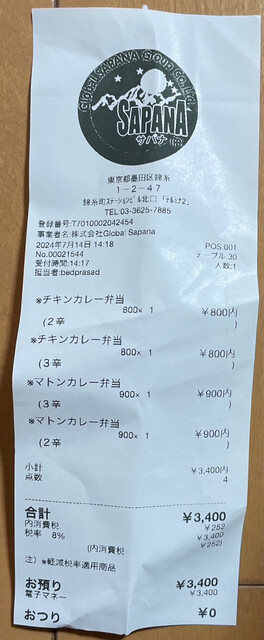 Global SAPANA Group Co.,Ltd.
SAPANA
サパナ
東京都墨田区錦糸
1-2-47
錦糸町ステーションビル北口「テルミナ2」
TEL:03-3625-7885
登録番号:T7010002042454
事業者名:株式会社Global Sapana
2024年7月14日 14:18 POS:001
No.00021544 テーブル:30
受付時間:14:17 人数:1
担当者:bedprasad
※チキンカレー弁当
800× 1 ¥800内
(2辛 )
※チキンカレー弁当
800× 1 ¥800内
(3辛 )
※マトンカレー弁当
900× 1 ¥900内
(3辛 )
※マトンカレー弁当
900× 1 ¥900内
(2辛 )
小計 ¥3,400内
点数 4
合計 ¥3,400
内消費税 ¥252
税率 8% ¥3,400
(内消費税 ¥252)
注)※軽減税率適用商品
お預り ¥3,400
電子マネー ¥3,400
おつり ¥0